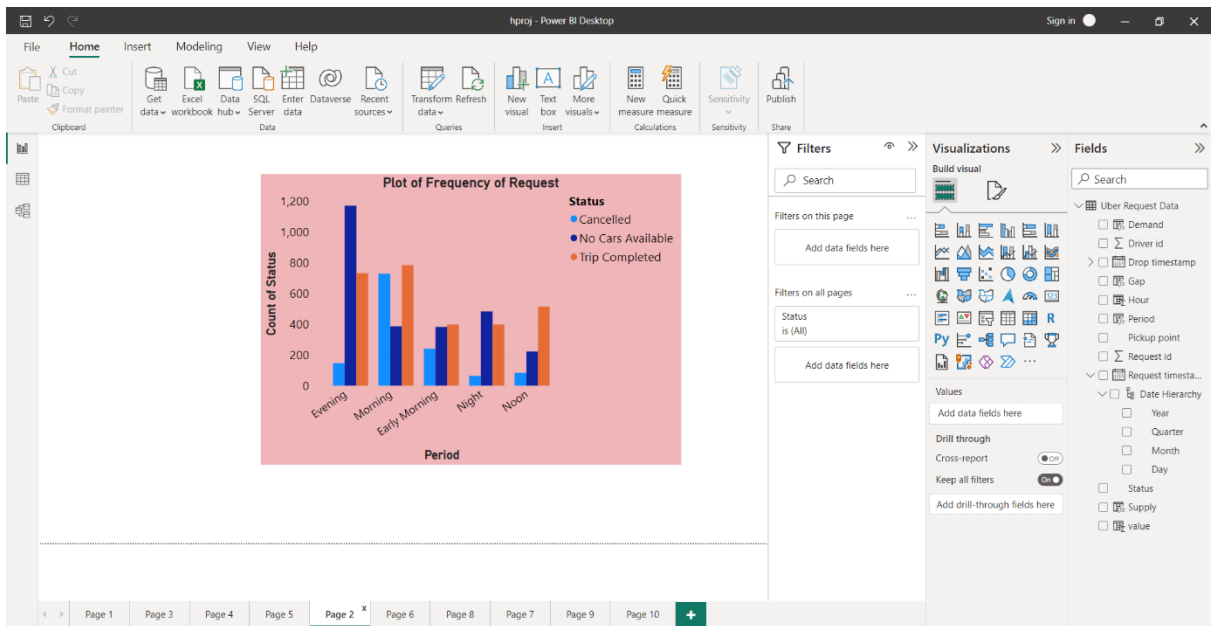 hproj - Power BI Desktop
Sign in
File Home Insert Modeling View Help
Paste
Cut
Copy
Format painter
Clipboard
Get data
Excel workbook
Data hub
SQL Server
Enter data
Dataverse
Recent sources
Data
Transform data
Refresh
Queries
New visual
Text box
More visuals
Insert
New measure
Quick measure
Calculations
Sensitivity
Sensitivity
Publish
Share
Plot of Frequency of Request
Status
Cancelled
No Cars Available
Trip Completed
Count of Status
1,200
1,000
800
600
400
200
0
Evening
Morning
Early Morning
Night
Noon
Period
Filters
Search
Filters on this page
Add data fields here
Filters on all pages
Status
is (All)
Add data fields here
Visualizations
Build visual
123
R
Py
Values
Add data fields here
Drill through
Cross-report
Off
Keep all filters
On
Add drill-through fields here
Fields
Search
Uber Request Data
Demand
Driver id
Drop timestamp
Gap
Hour
Period
Pickup point
Request id
Request timesta...
Date Hierarchy
Year
Quarter
Month
Day
Status
Supply
value
Page 1
Page 3
Page 4
Page 5
Page 2 x
Page 6
Page 8
Page 7
Page 9
Page 10